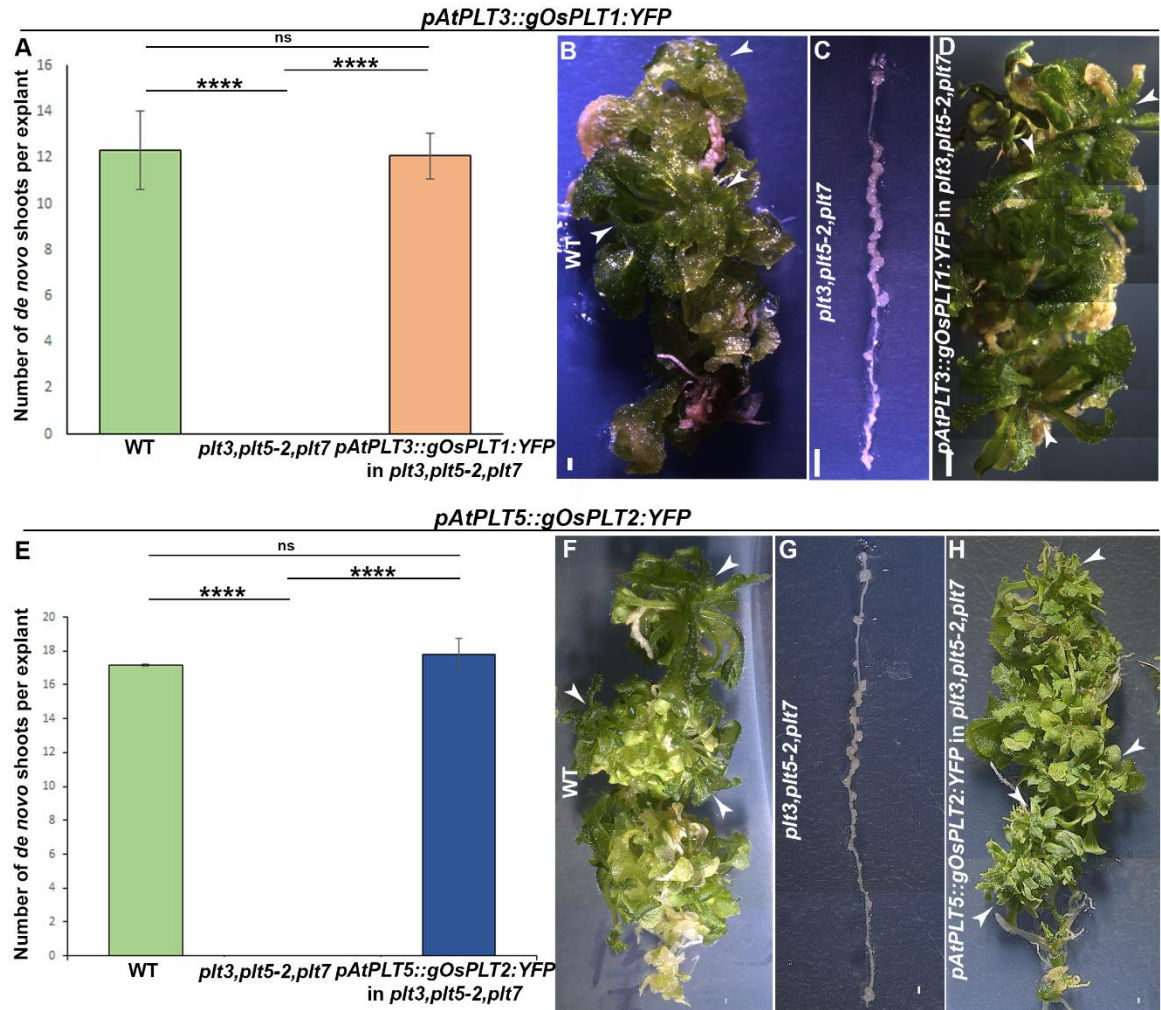 pAtPLT3::gOsPLT1:YFP
A
ns
****
****
Number of de novo shoots per explant
16
14
12
10
8
6
4
2
0
WT
plt3,plt5-2,plt7
pAtPLT3::gOsPLT1:YFP
in plt3,plt5-2,plt7
B
WT
C
plt3,plt5-2,plt7
D
pAtPLT3::gOsPLT1:YFP in plt3,plt5-2,plt7
pAtPLT5::gOsPLT2:YFP
E
ns
****
****
Number of de novo shoots per explant
20
18
16
14
12
10
8
6
4
2
0
WT
plt3,plt5-2,plt7
pAtPLT5::gOsPLT2:YFP
in plt3,plt5-2,plt7
F
WT
G
plt3,plt5-2,plt7
H
pAtPLT5::gOsPLT2:YFP in plt3,plt5-2,plt7